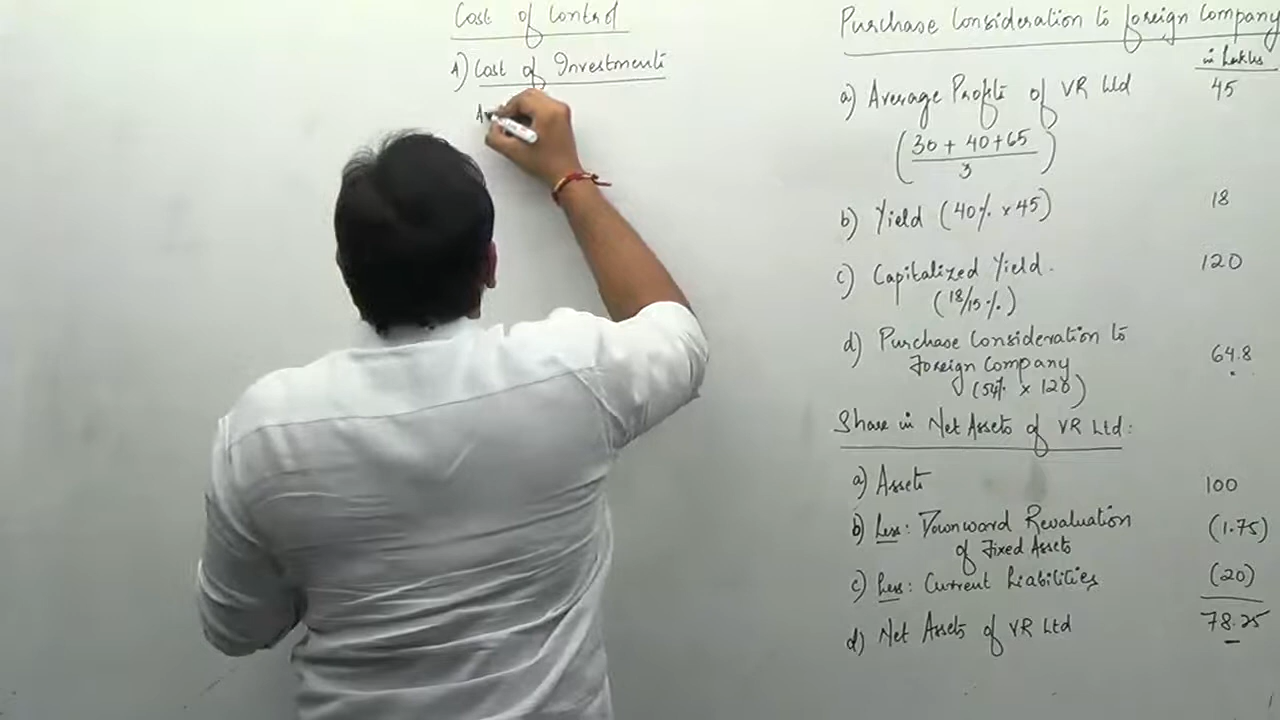 Cost of Control
A) Cost of Investment
A
Purchase Consideration to foreign Company
in Lakhs
a) Average Profit of VR Ltd 45
(30 + 40 + 65
3)
b) Yield (40% × 45) 18
c) Capitalized Yield. 120
(18/15%)
d) Purchase Consideration to
Foreign Company 64.8
(54% × 120)
Share in Net Assets of VR Ltd:
a) Assets 100
b) Less: Downward Revaluation (1.75)
of Fixed Assets
c) Less: Current Liabilities (20)
d) Net Assets of VR Ltd 78.25